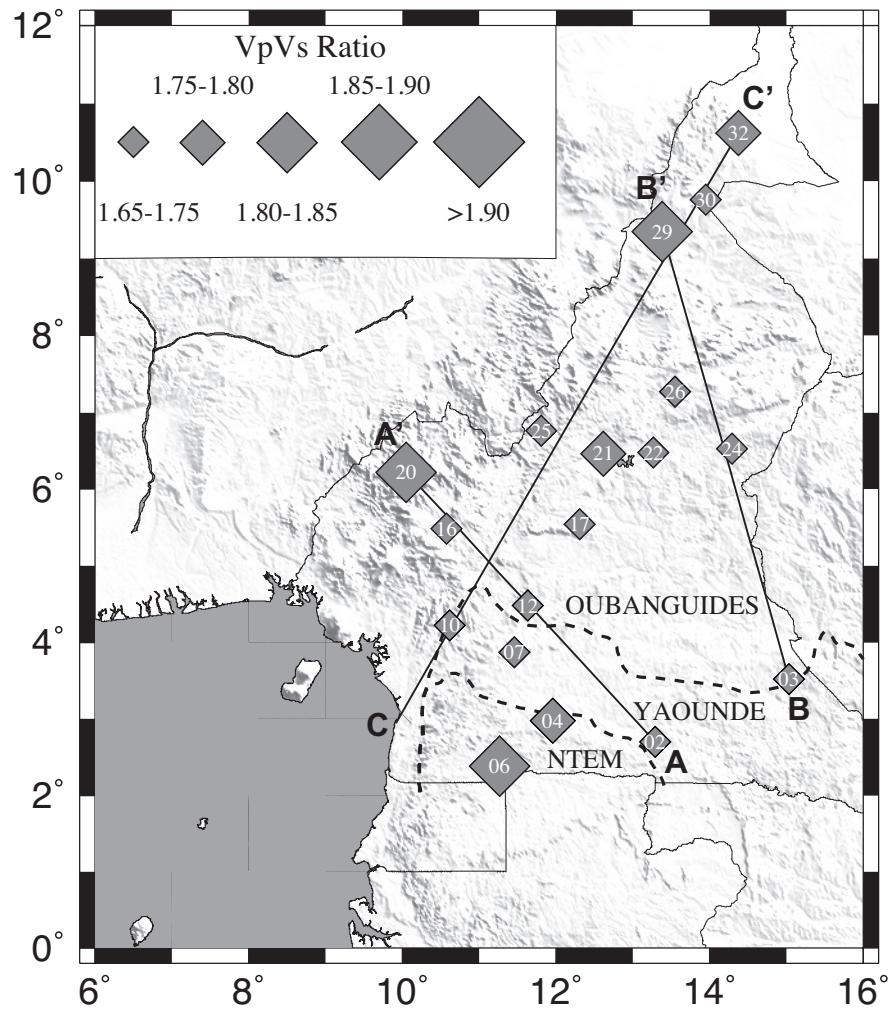 12°
VpVs Ratio
1.75-1.80 1.85-1.90
1.65-1.75 1.80-1.85 >1.90
C'
32
10°
B'
30
29
8°
26
A'
25
21 22 24
20
6°
16
17
12 OUBANGUIDES
10
4°
07
03
B
C
04
YAOUNDE
02
A
NTEM
06
2°
0°
6° 8° 10° 12° 14° 16°